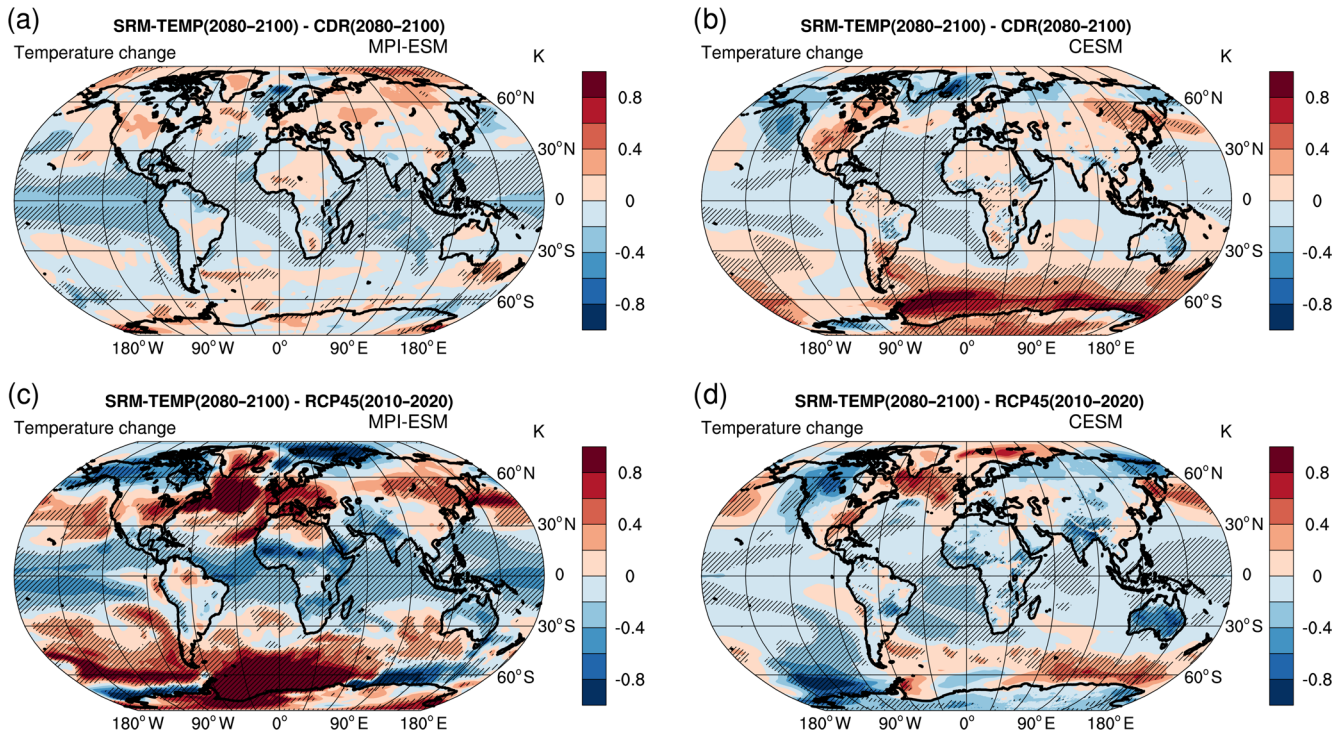 (a)
SRM-TEMP(2080–2100) - CDR(2080–2100)
Temperature change MPI-ESM K
0.8
0.4
0
-0.4
-0.8
60°N
30°N
0
30°S
60°S
180°W 90°W 0° 90°E 180°E
(b)
SRM-TEMP(2080–2100) - CDR(2080–2100)
Temperature change CESM K
0.8
0.4
0
-0.4
-0.8
60°N
30°N
0
30°S
60°S
180°W 90°W 0° 90°E 180°E
(c)
SRM-TEMP(2080–2100) - RCP45(2010–2020)
Temperature change MPI-ESM K
0.8
0.4
0
-0.4
-0.8
60°N
30°N
0
30°S
60°S
180°W 90°W 0° 90°E 180°E
(d)
SRM-TEMP(2080–2100) - RCP45(2010–2020)
Temperature change CESM K
0.8
0.4
0
-0.4
-0.8
60°N
30°N
0
30°S
60°S
180°W 90°W 0° 90°E 180°E